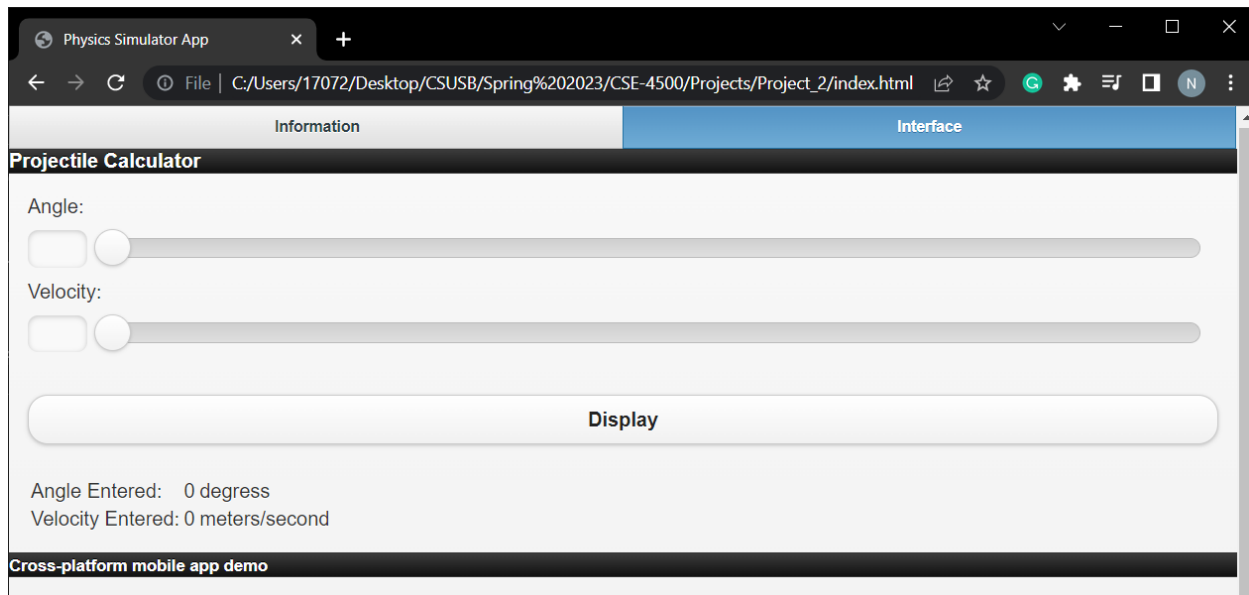 Physics Simulator App
File | C:/Users/17072/Desktop/CSUSB/Spring%202023/CSE-4500/Projects/Project_2/index.html
G
N
Information Interface
Projectile Calculator
Angle:
Velocity:
Display
Angle Entered: 0 degress
Velocity Entered: 0 meters/second
Cross-platform mobile app demo